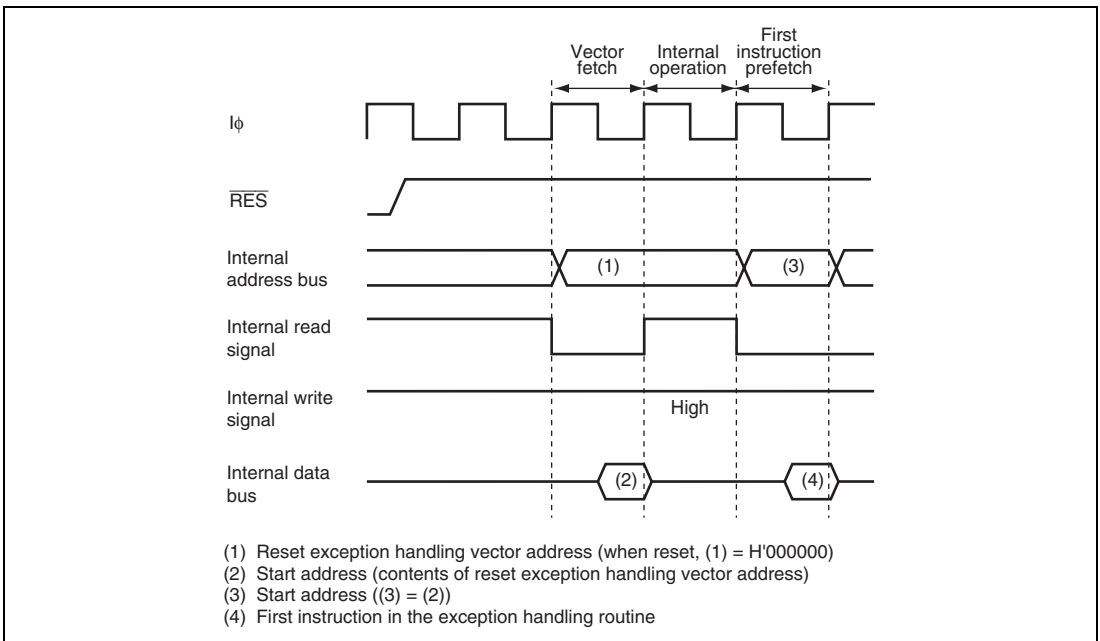 Vector
fetch
Internal
operation
First
instruction
prefetch
Iϕ
RES
Internal
address bus
(1)
(3)
Internal read
signal
Internal write
signal
High
Internal data
bus
(2)
(4)
(1) Reset exception handling vector address (when reset, (1) = H'000000)
(2) Start address (contents of reset exception handling vector address)
(3) Start address ((3) = (2))
(4) First instruction in the exception handling routine